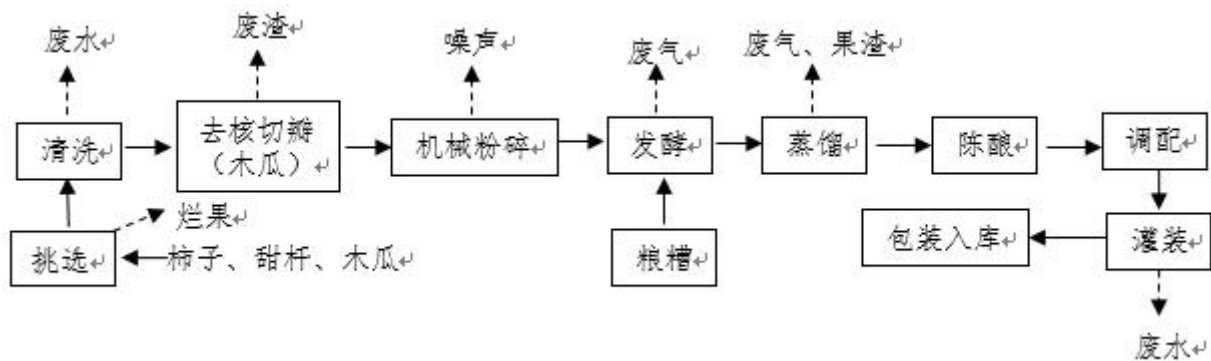 废水
废渣
噪声
废气
废气、果渣
清洗
去核切瓣
（木瓜）
机械粉碎
发酵
蒸馏
陈酿
调配
烂果
挑选
柿子、甜杆、木瓜
粮糟
包装入库
灌装
废水